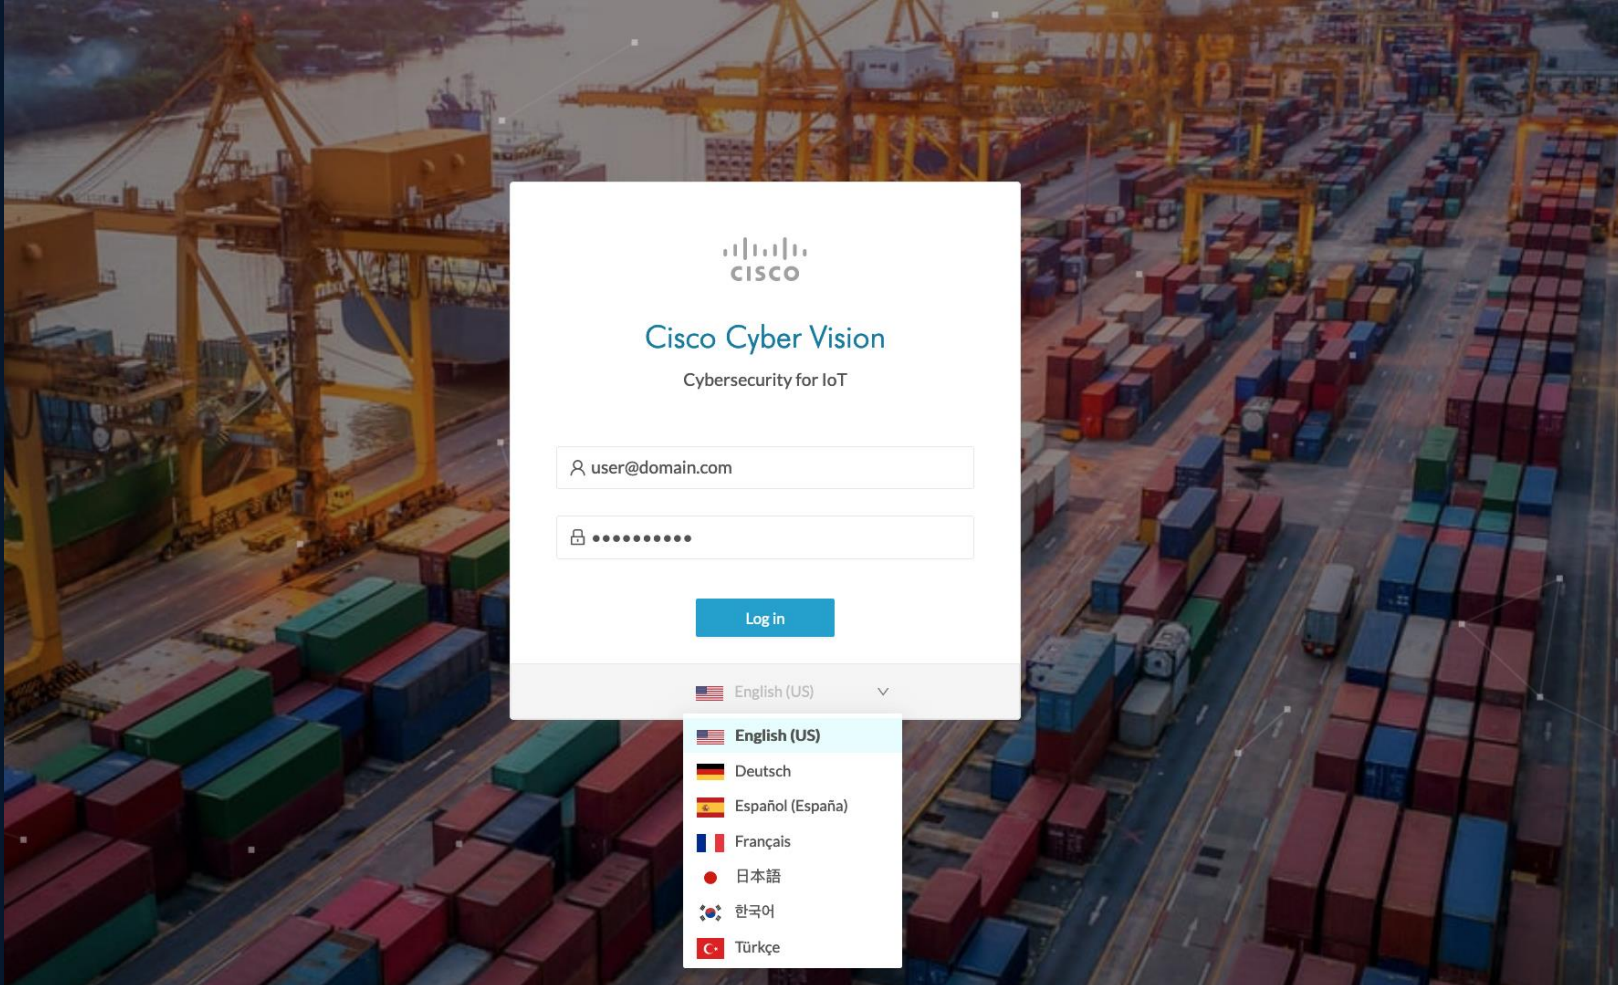 CISCO
Cisco Cyber Vision
Cybersecurity for IoT
user@domain.com
••••••••••
Log in
English (US)
English (US)
Deutsch
Español (España)
Français
日本語
한국어
Türkçe